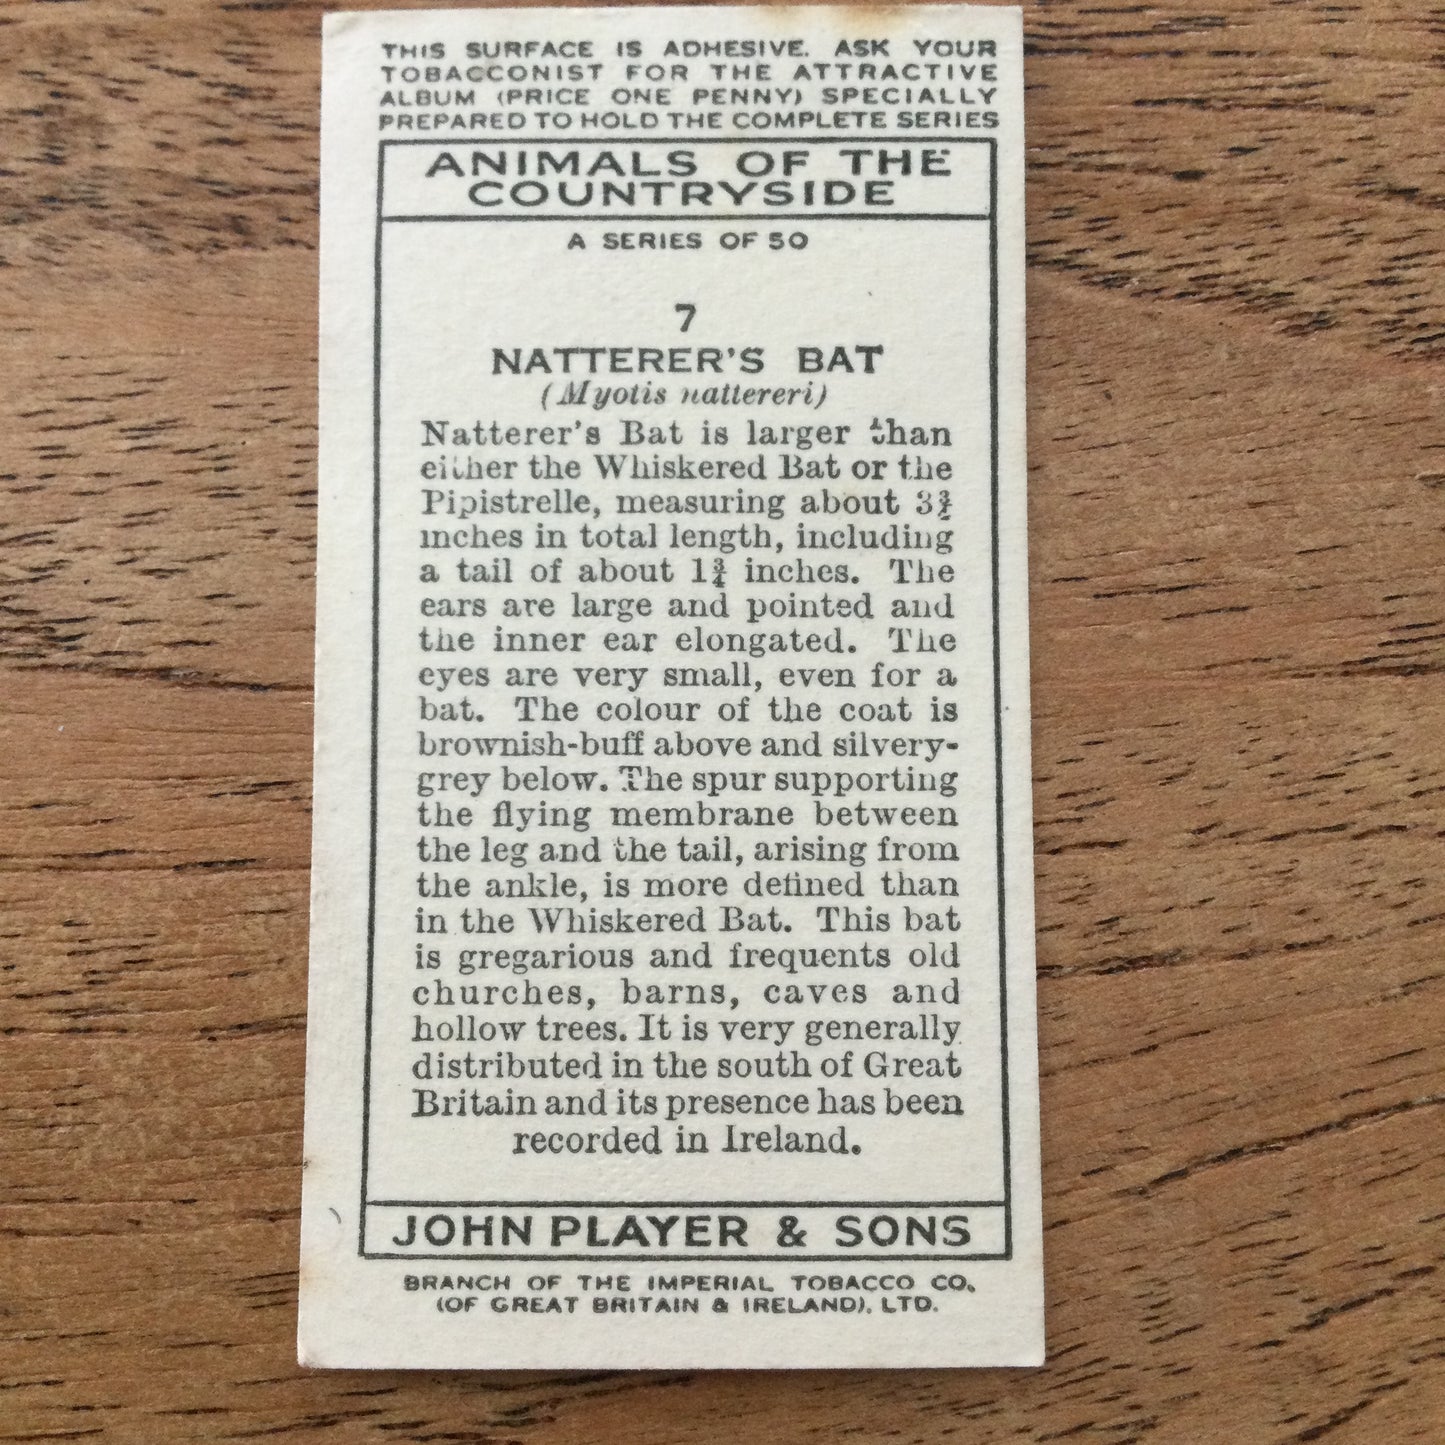 THIS SURFACE IS ADHESIVE. ASK YOUR
TOBACCONIST FOR THE ATTRACTIVE
ALBUM (PRICE ONE PENNY) SPECIALLY
PREPARED TO HOLD THE COMPLETE SERIES
ANIMALS OF THE
COUNTRYSIDE
A SERIES OF 50
7
NATTERER'S BAT
(Myotis nattereri)
Natterer's Bat is larger than
either the Whiskered Bat or the
Pipistrelle, measuring about 3¾
inches in total length, including
a tail of about 1¾ inches. The
ears are large and pointed and
the inner ear elongated. The
eyes are very small, even for a
bat. The colour of the coat is
brownish-buff above and silvery-
grey below. The spur supporting
the flying membrane between
the leg and the tail, arising from
the ankle, is more defined than
in the Whiskered Bat. This bat
is gregarious and frequents old
churches, barns, caves and
hollow trees. It is very generally
distributed in the south of Great
Britain and its presence has been
recorded in Ireland.
JOHN PLAYER & SONS
BRANCH OF THE IMPERIAL TOBACCO CO.
(OF GREAT BRITAIN & IRELAND), LTD.